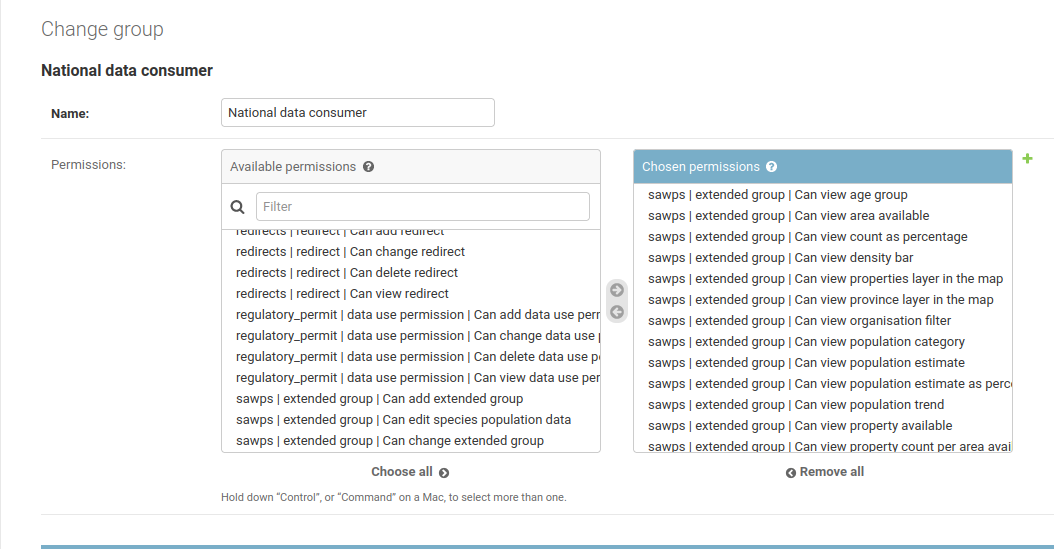 Change group
National data consumer
Name:
National data consumer
Permissions:
Available permissions
Filter
redirects | redirect | Can add redirect
redirects | redirect | Can change redirect
redirects | redirect | Can delete redirect
redirects | redirect | Can view redirect
regulatory_permit | data use permission | Can add data use perr
regulatory_permit | data use permission | Can change data use p
regulatory_permit | data use permission | Can delete data use pe
regulatory_permit | data use permission | Can view data use per
sawps | extended group | Can add extended group
sawps | extended group | Can edit species population data
sawps | extended group | Can change extended group
Choose all
Hold down “Control”, or “Command” on a Mac, to select more than one.
Chosen permissions
sawps | extended group | Can view age group
sawps | extended group | Can view area available
sawps | extended group | Can view count as percentage
sawps | extended group | Can view density bar
sawps | extended group | Can view properties layer in the map
sawps | extended group | Can view province layer in the map
sawps | extended group | Can view organisation filter
sawps | extended group | Can view population category
sawps | extended group | Can view population estimate
sawps | extended group | Can view population estimate as perc
sawps | extended group | Can view population trend
sawps | extended group | Can view property available
sawps | extended group | Can view property count per area avai
Remove all